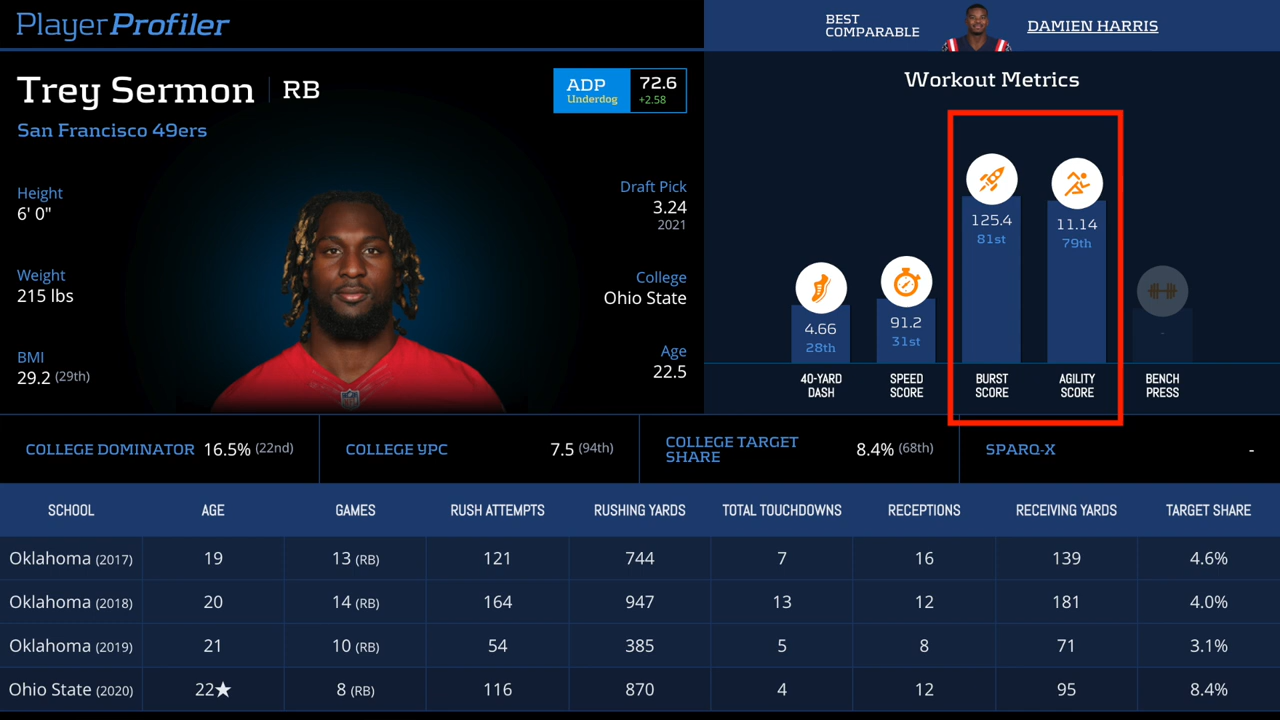 PlayerProfiler
BEST
COMPARABLE
DAMIEN HARRIS
Trey Sermon | RB
San Francisco 49ers
ADP
Underdog
72.6
+2.58
Height
6' 0"
Weight
215 lbs
BMI
29.2 (29th)
Draft Pick
3.24
2021
College
Ohio State
Age
22.5
Workout Metrics
4.66
28th
40-YARD
DASH
91.2
31st
SPEED
SCORE
125.4
81st
BURST
SCORE
11.14
79th
AGILITY
SCORE
-
BENCH
PRESS
COLLEGE DOMINATOR 16.5% (22nd)
COLLEGE YPC 7.5 (94th)
COLLEGE TARGET
SHARE
8.4% (68th)
SPARQ-X -
SCHOOL AGE GAMES RUSH ATTEMPTS RUSHING YARDS TOTAL TOUCHDOWNS RECEPTIONS RECEIVING YARDS TARGET SHARE
Oklahoma (2017) 19 13 (RB) 121 744 7 16 139 4.6%
Oklahoma (2018) 20 14 (RB) 164 947 13 12 181 4.0%
Oklahoma (2019) 21 10 (RB) 54 385 5 8 71 3.1%
Ohio State (2020) 22★ 8 (RB) 116 870 4 12 95 8.4%